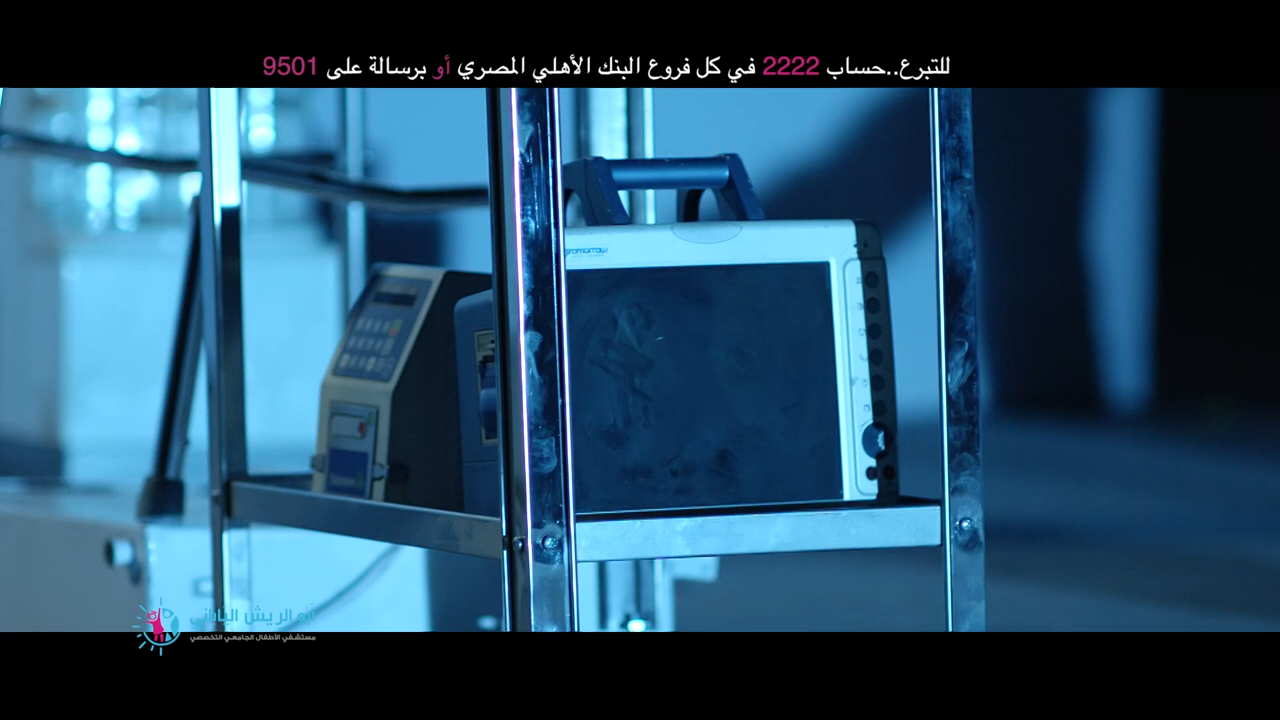 للتبرع..حساب 2222 في كل فروع البنك الأهلي المصري أو برسالة على 9501
أبو الريش الياباني
مستشفي الأطفال الجامعي التخصصي